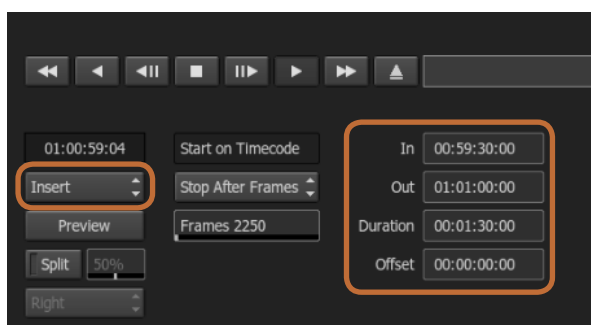 01:00:59:04 Start on Timecode In 00:59:30:00
Insert Stop After Frames Out 01:01:00:00
Preview Frames 2250 Duration 00:01:30:00
Split 50% Offset 00:00:00:00
Right